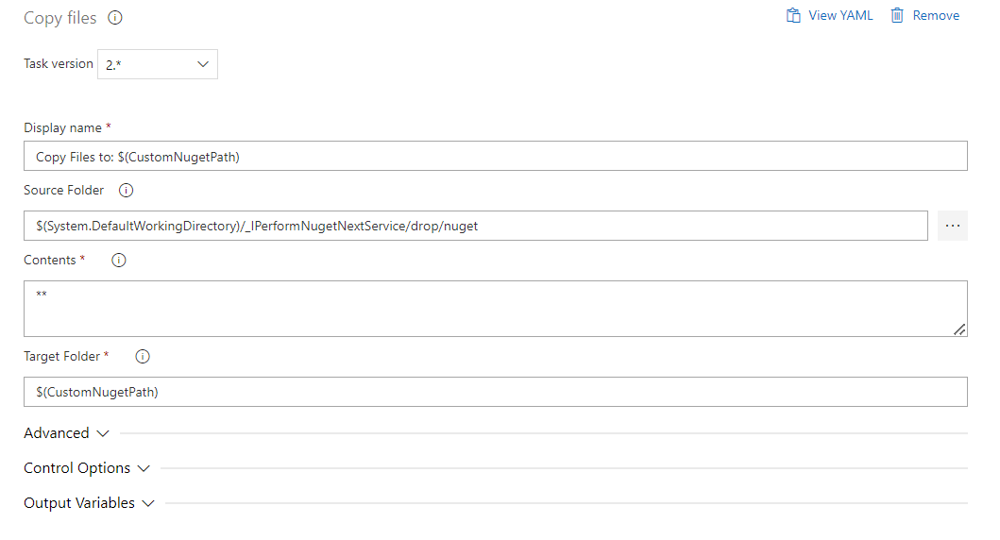 Copy files
View YAML Remove
Task version 2.*
Display name *
Copy Files to: $(CustomNugetPath)
Source Folder
$(System.DefaultWorkingDirectory)/_IPerformNugetNextService/drop/nuget
Contents *
**
Target Folder *
$(CustomNugetPath)
Advanced
Control Options
Output Variables